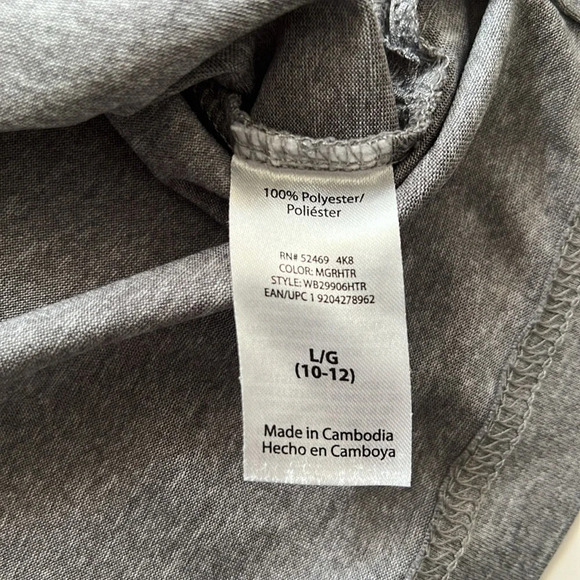 100% Polyester/
Poliéster
RN# 52469 4K8
COLOR: MGRHTR
STYLE: WB29906HTR
EAN/UPC 1 9204278962
L/G
(10-12)
Made in Cambodia
Hecho en Camboya